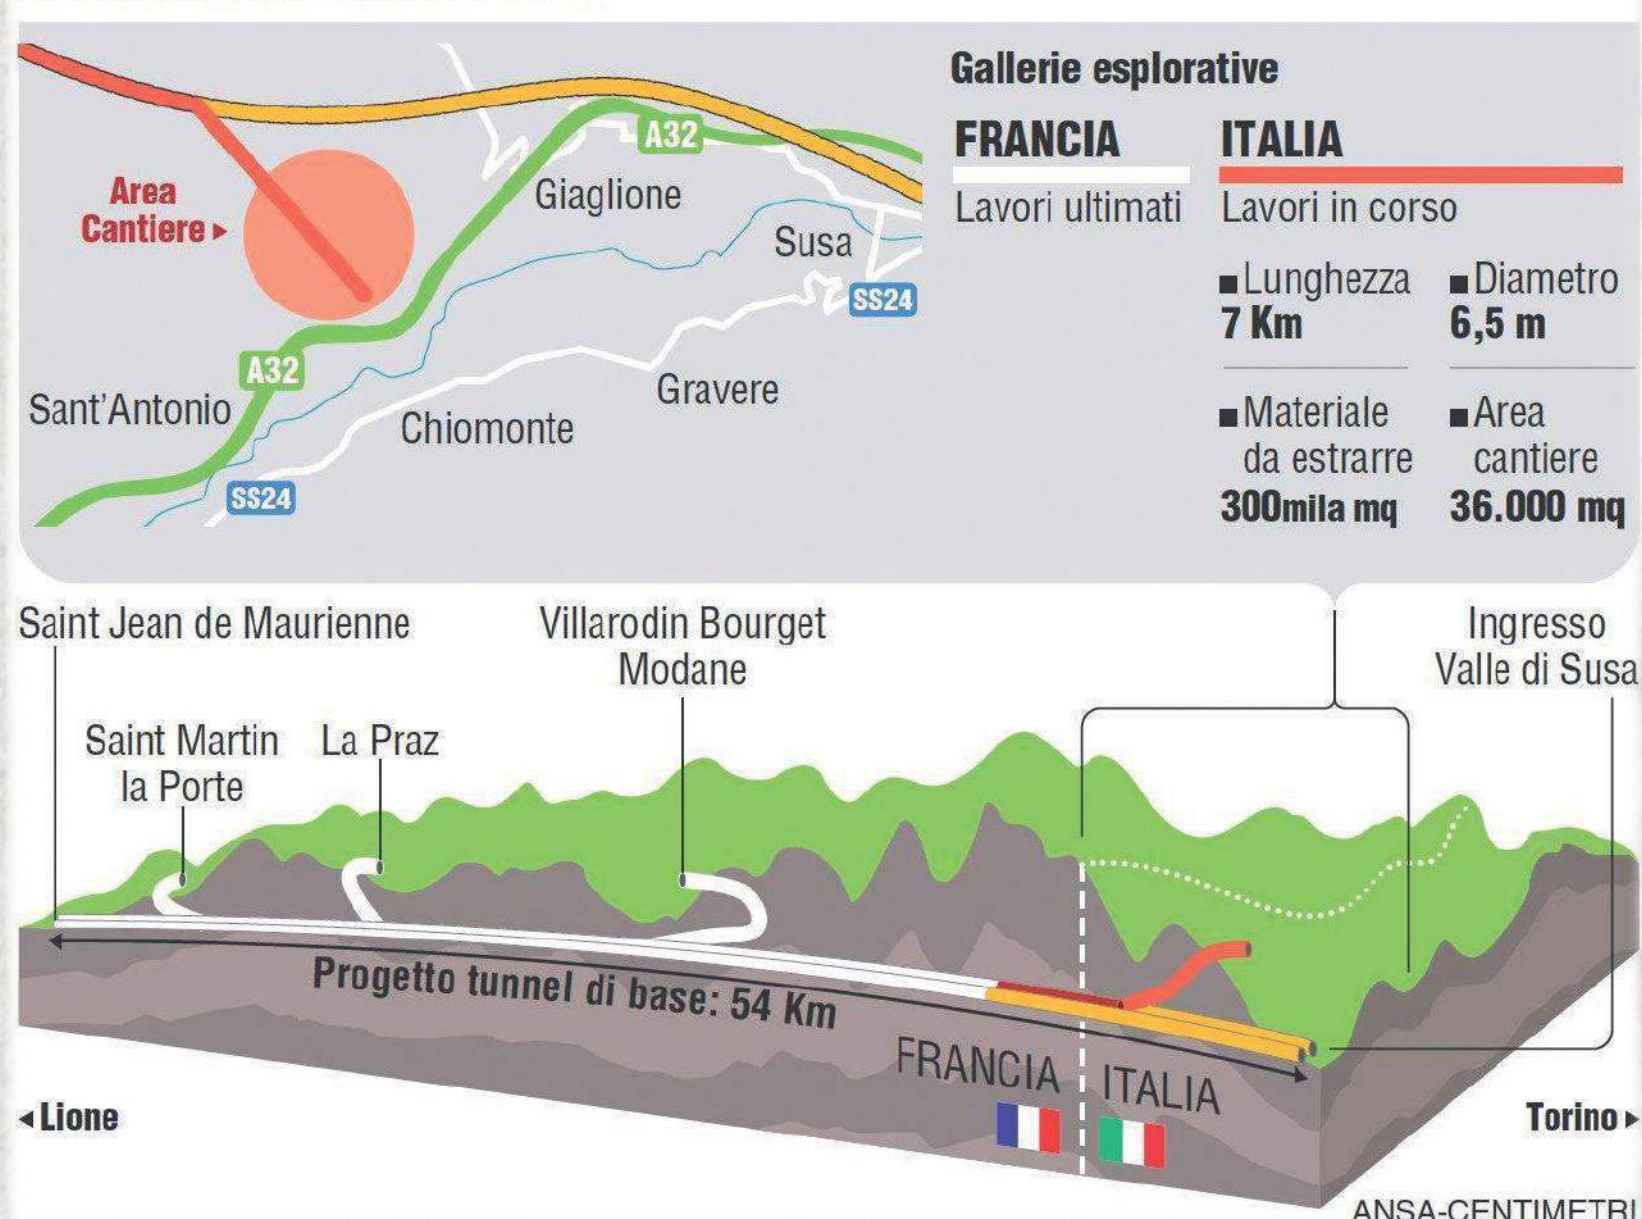 Gallerie esplorative
FRANCIA
Lavori ultimati
ITALIA
Lavori in corso
Lunghezza
7 Km
Diametro
6,5 m
Materiale
da estrarre
300mila mq
Area
cantiere
36.000 mq
Area
Cantiere
A32
Giaglione
Susa
SS24
A32
Sant'Antonio
Gravere
Chiomonte
SS24
Saint Jean de Maurienne
Villarodin Bourget
Modane
Ingresso
Valle di Susa
Saint Martin
la Porte
La Praz
Progetto tunnel di base: 54 Km
FRANCIA
ITALIA
Lione
Torino
ANSA-CENTIMETRI